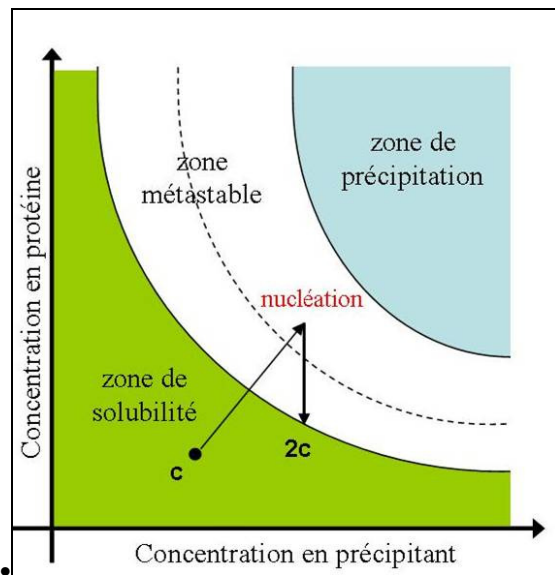 Concentration en protéine
zone
métastable
zone de
précipitation
nucléation
zone de
solubilité
c
2c
Concentration en précipitant